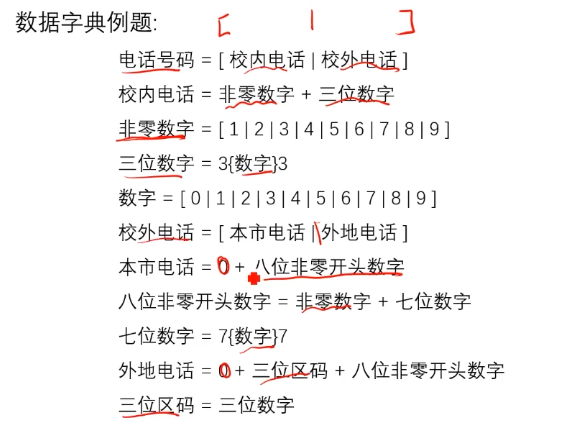 数据字典例题:
电话号码 = [ 校内电话 | 校外电话 ]
校内电话 = 非零数字 + 三位数字
非零数字 = [ 1 | 2 | 3 | 4 | 5 | 6 | 7 | 8 | 9 ]
三位数字 = 3{数字}3
数字 = [ 0 | 1 | 2 | 3 | 4 | 5 | 6 | 7 | 8 | 9 ]
校外电话 = [ 本市电话 | 外地电话 ]
本市电话 = 0 + 八位非零开头数字
八位非零开头数字 = 非零数字 + 七位数字
七位数字 = 7{数字}7
外地电话 = 0 + 三位区码 + 八位非零开头数字
三位区码 = 三位数字